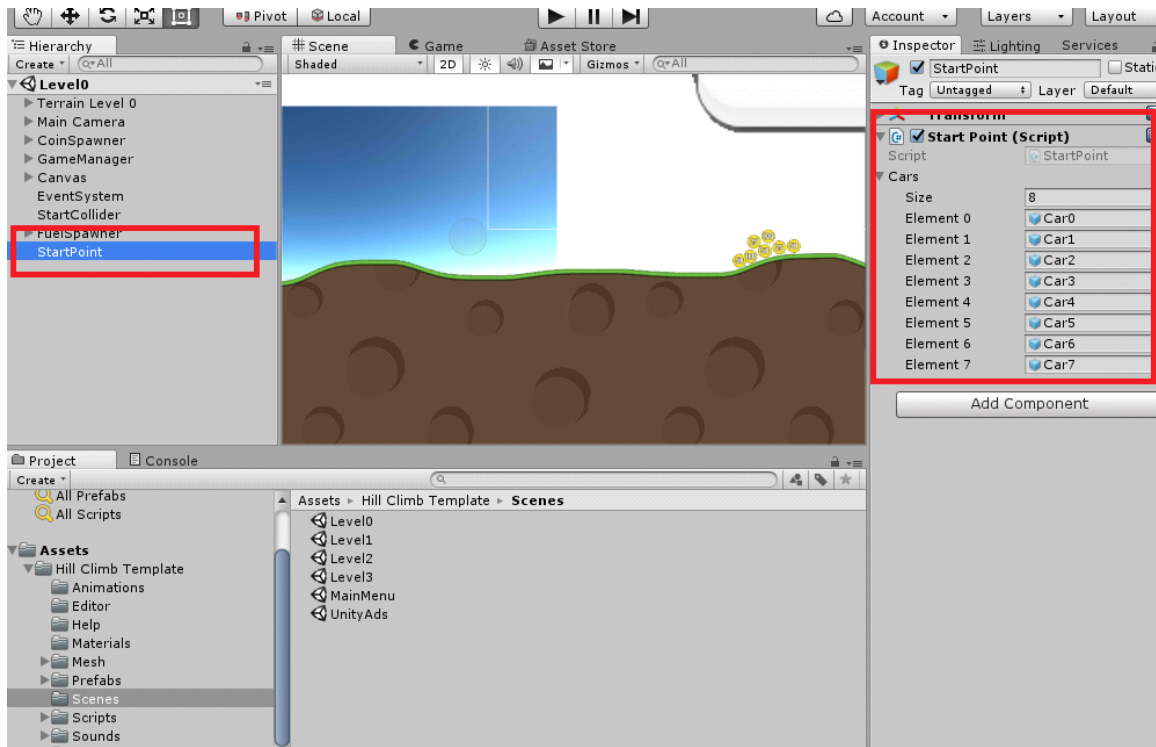 Pivot Local Account Layers Layout
Hierarchy
Create All
Level0
Terrain Level 0
Main Camera
CoinSpawner
GameManager
Canvas
EventSystem
StartCollider
FuelSpawner
StartPoint
Scene Game Asset Store
Shaded 2D Gizmos All
Inspector Lighting Services
StartPoint Stati
Tag Untagged Layer Default
Transform
Start Point (Script)
Script StartPoint
Cars
Size 8
Element 0 Car0
Element 1 Car1
Element 2 Car2
Element 3 Car3
Element 4 Car4
Element 5 Car5
Element 6 Car6
Element 7 Car7
Add Component
Project Console
Create
All Prefabs
All Scripts
Assets
Hill Climb Template
Animations
Editor
Help
Materials
Mesh
Prefabs
Scenes
Scripts
Sounds
Assets Hill Climb Template Scenes
Level0
Level1
Level2
Level3
MainMenu
UnityAds